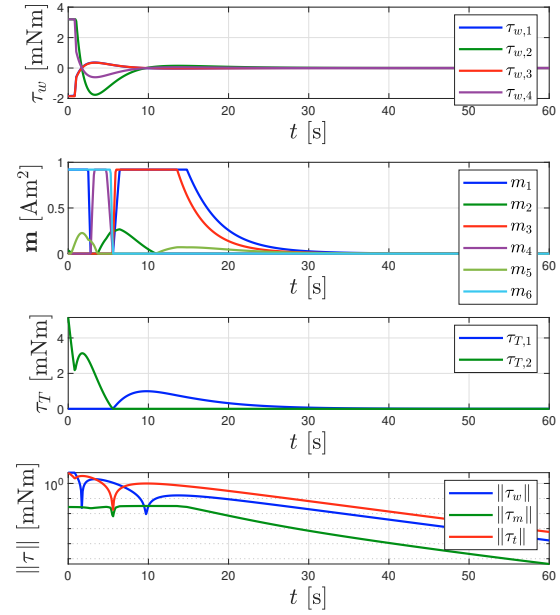 τ_w [mNm]
4
2
0
-2
0 10 20 30 40 50 60
t [s]
τ_{w,1}
τ_{w,2}
τ_{w,3}
τ_{w,4}
m [Am²]
1
0.5
0
0 10 20 30 40 50 60
t [s]
m_1
m_2
m_3
m_4
m_5
m_6
τ_T [mNm]
4
2
0
0 10 20 30 40 50 60
t [s]
τ_{T,1}
τ_{T,2}
||τ|| [mNm]
10^0
0 10 20 30 40 50 60
t [s]
||τ_w||
||τ_m||
||τ_t||